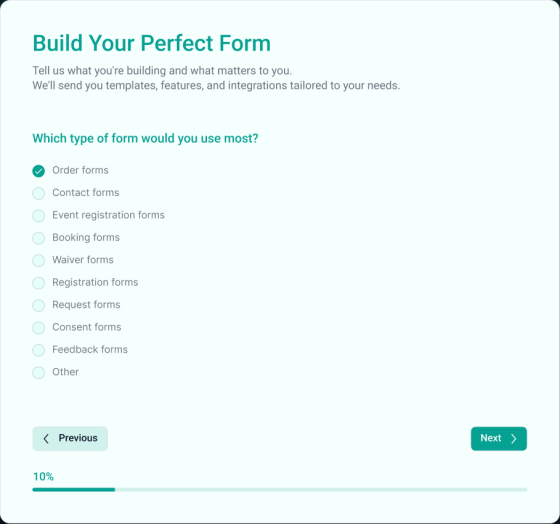 Build Your Perfect Form
Tell us what you're building and what matters to you.
We'll send you templates, features, and integrations tailored to your needs.
Which type of form would you use most?
Order forms
Contact forms
Event registration forms
Booking forms
Waiver forms
Registration forms
Request forms
Consent forms
Feedback forms
Other
Previous
Next
10%